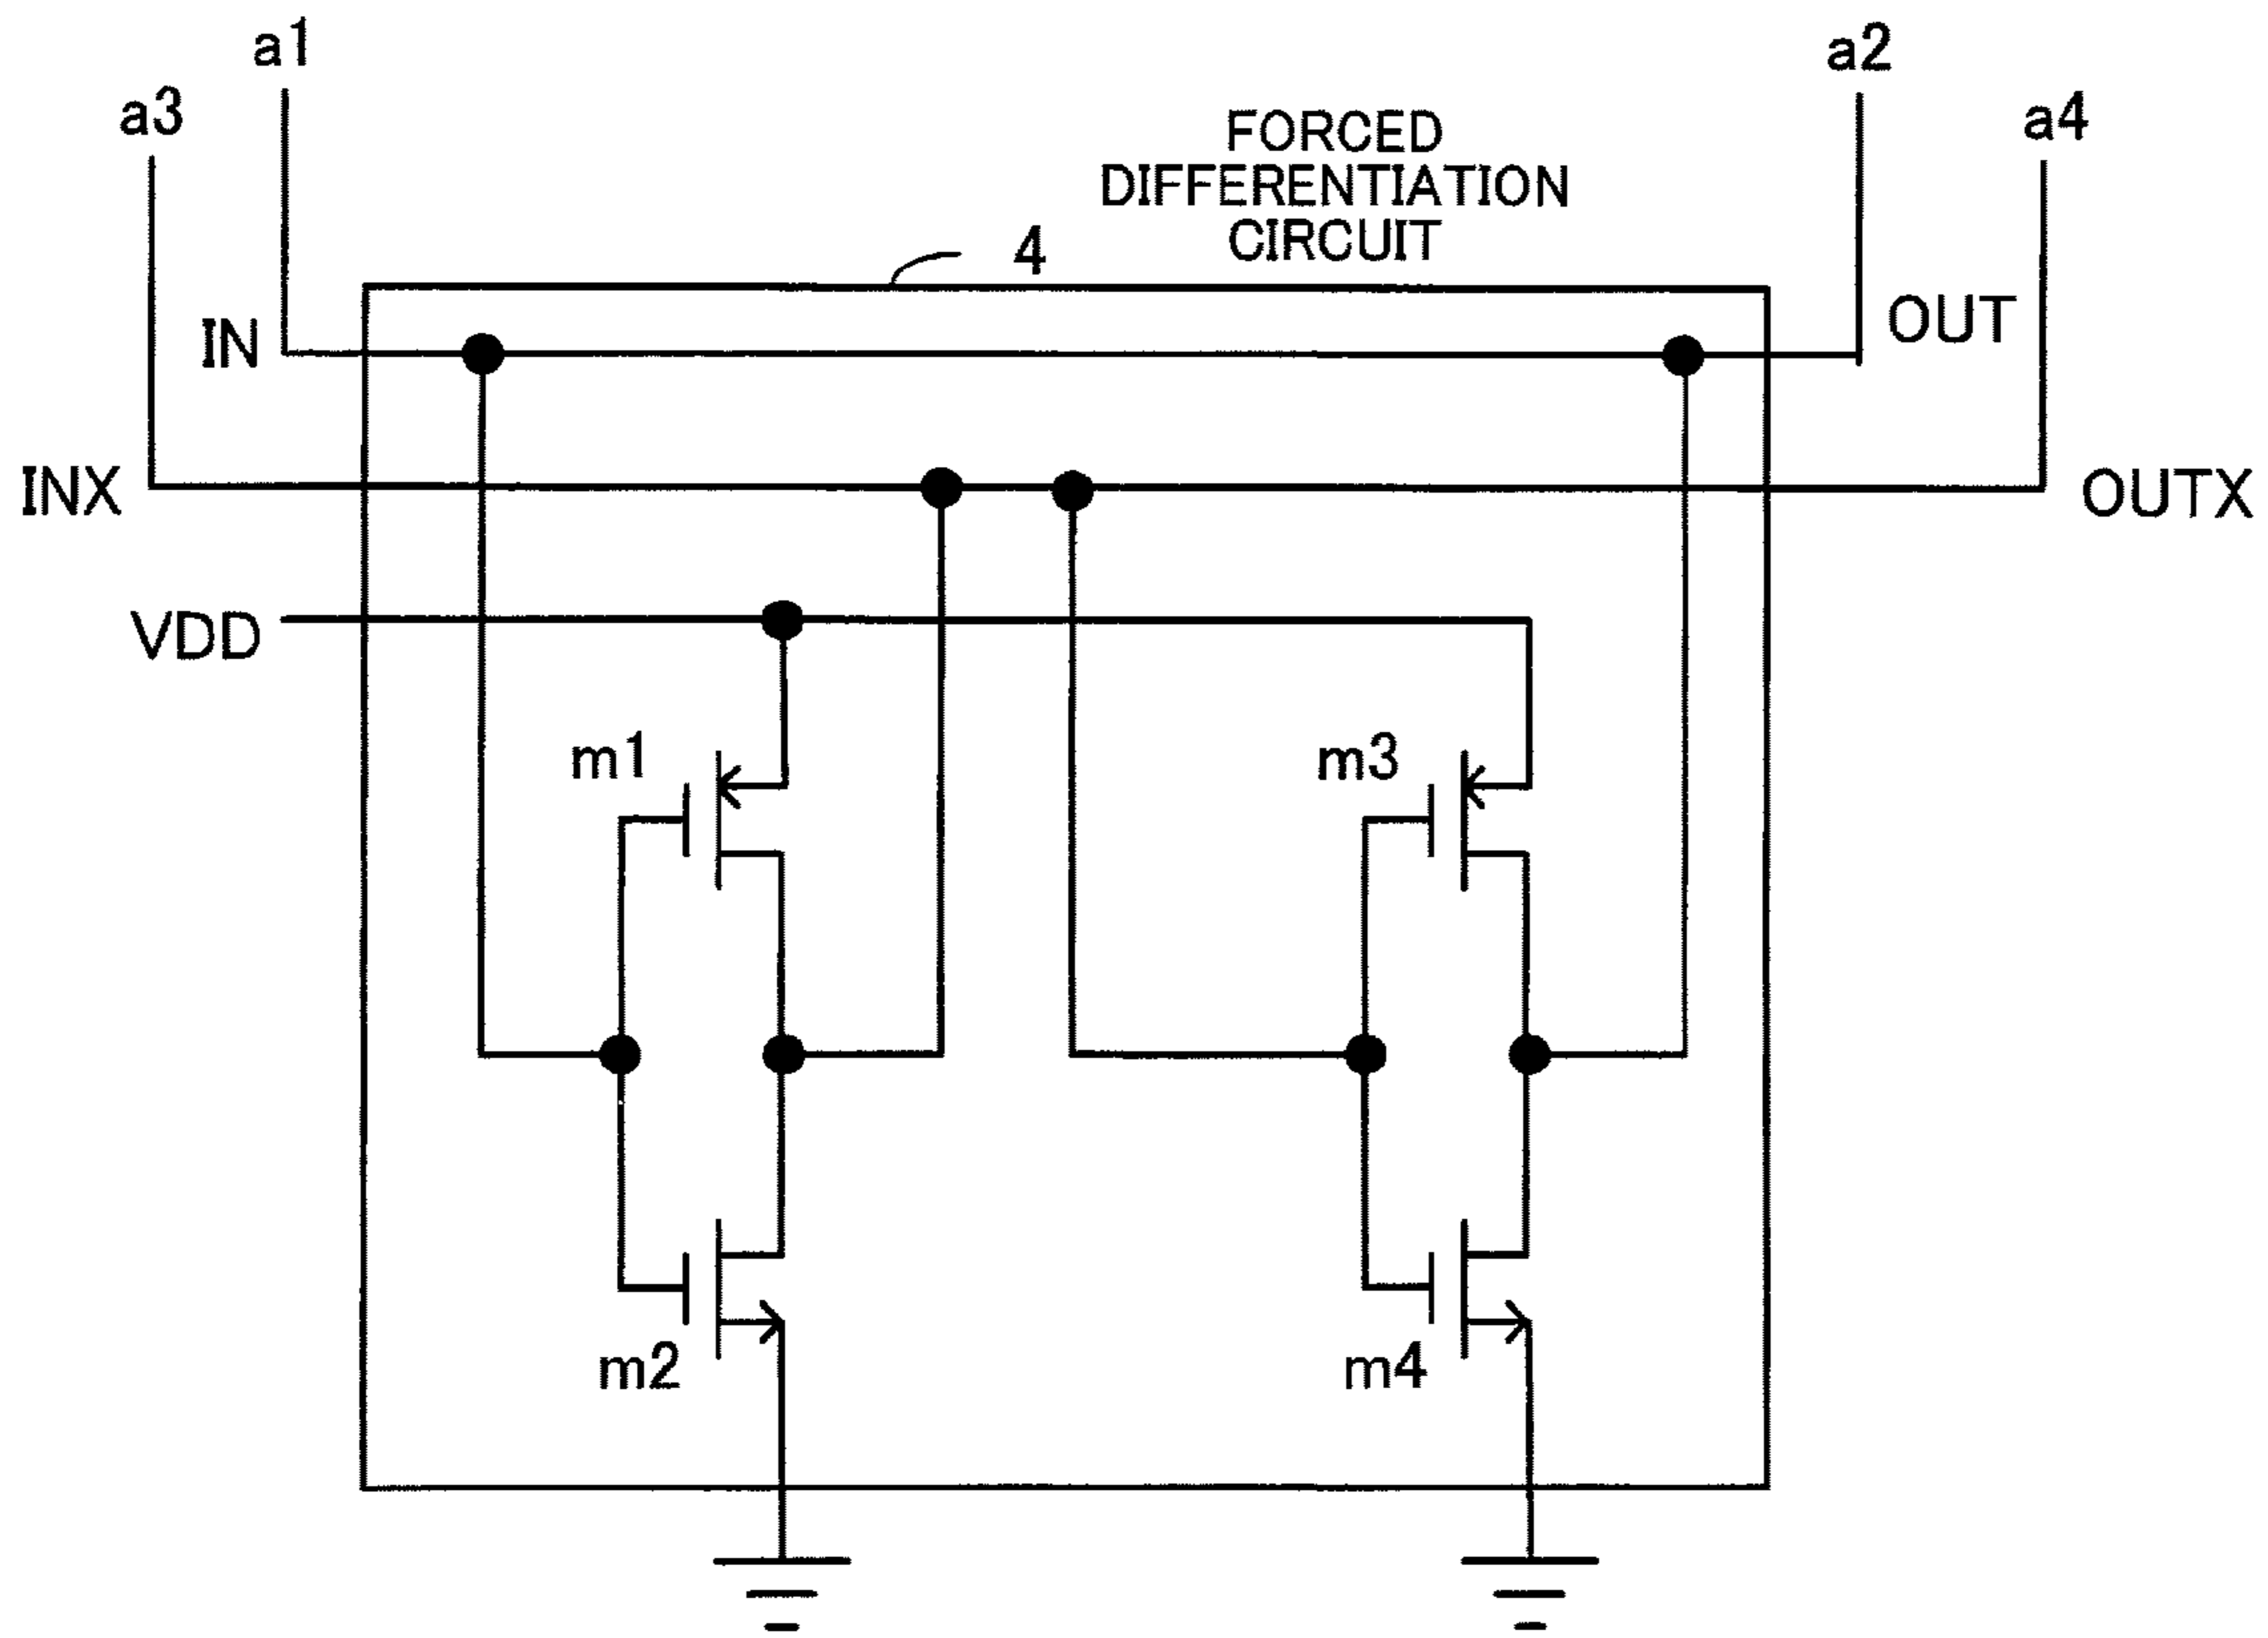 a1
a2
a3
a4
FORCED
DIFFERENTIATION
CIRCUIT
4
IN
OUT
INX
OUTX
VDD
m1
m3
m2
m4